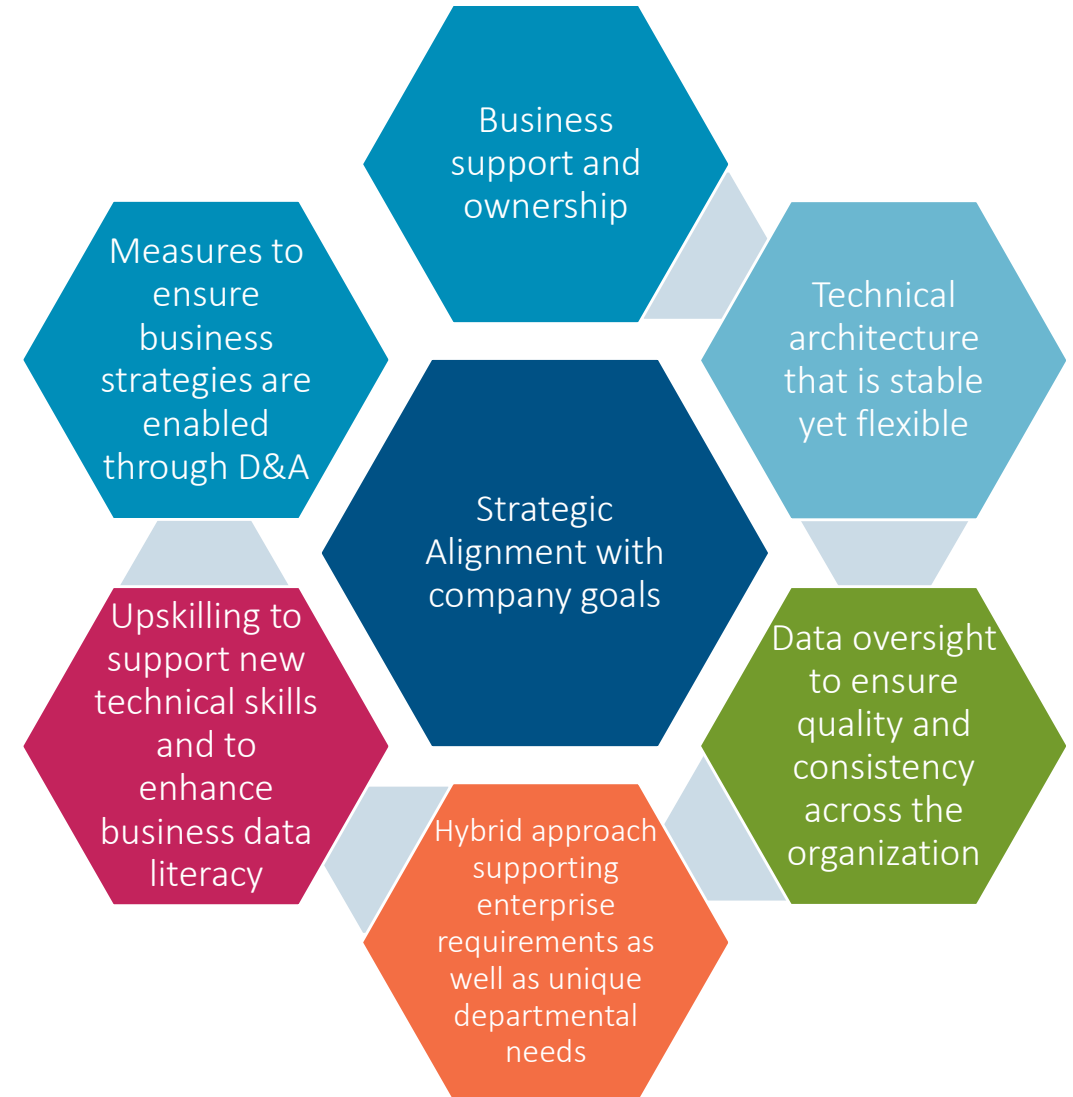 Business
support and
ownership
Technical
architecture
that is stable
yet flexible
Data oversight
to ensure
quality and
consistency
across the
organization
Hybrid approach
supporting
enterprise
requirements as
well as unique
departmental
needs
Upskilling to
support new
technical skills
and to
enhance
business data
literacy
Measures to
ensure
business
strategies are
enabled
through D&A
Strategic
Alignment with
company goals